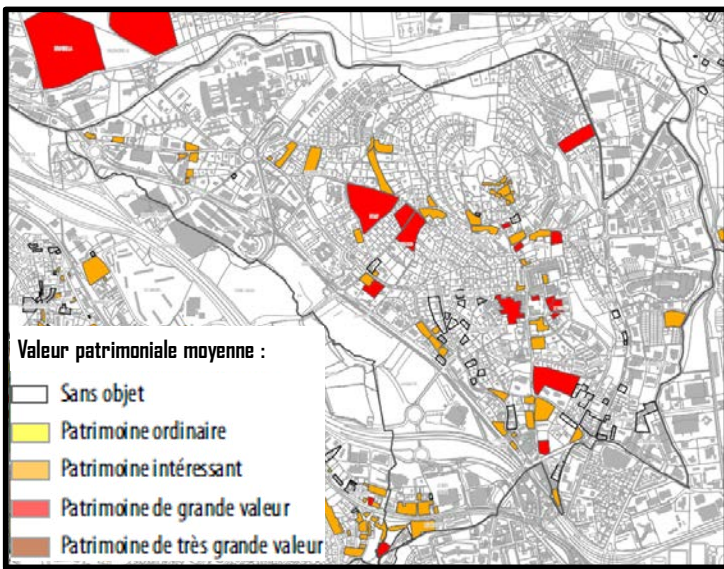 Valeur patrimoniale moyenne :
Sans objet
Patrimoine ordinaire
Patrimoine intéressant
Patrimoine de grande valeur
Patrimoine de très grande valeur